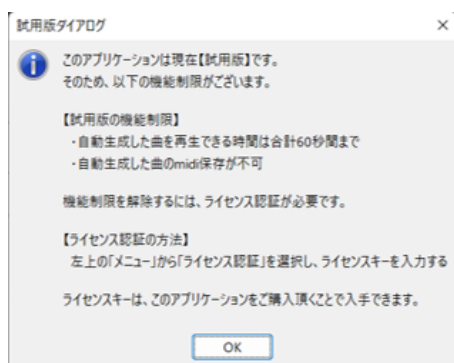 試用版ダイアログ
このアプリケーションは現在【試用版】です。
そのため、以下の機能制限がございます。
【試用版の機能制限】
・自動生成した曲を再生できる時間は合計60秒間まで
・自動生成した曲のmidi保存が不可
機能制限を解除するには、ライセンス認証が必要です。
【ライセンス認証の方法】
左上の「メニュー」から「ライセンス認証」を選択し、ライセンスキーを入力する
ライセンスキーは、このアプリケーションをご購入頂くことで入手できます。
OK